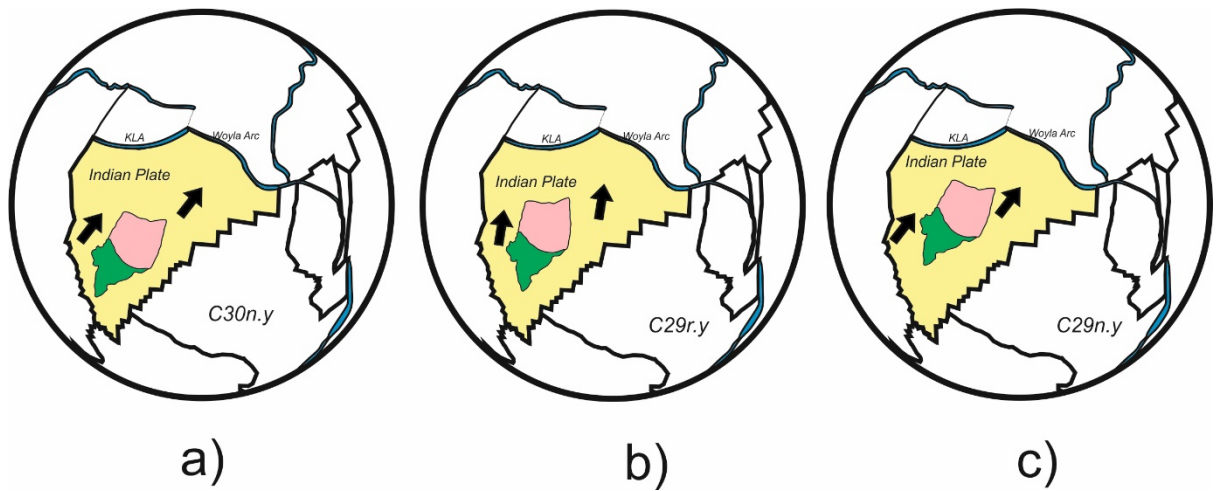 KLA
Woyla Arc
Indian Plate
C30n.y
a)
KLA
Woyla Arc
Indian Plate
C29r.y
b)
KLA
Woyla Arc
Indian Plate
C29n.y
c)